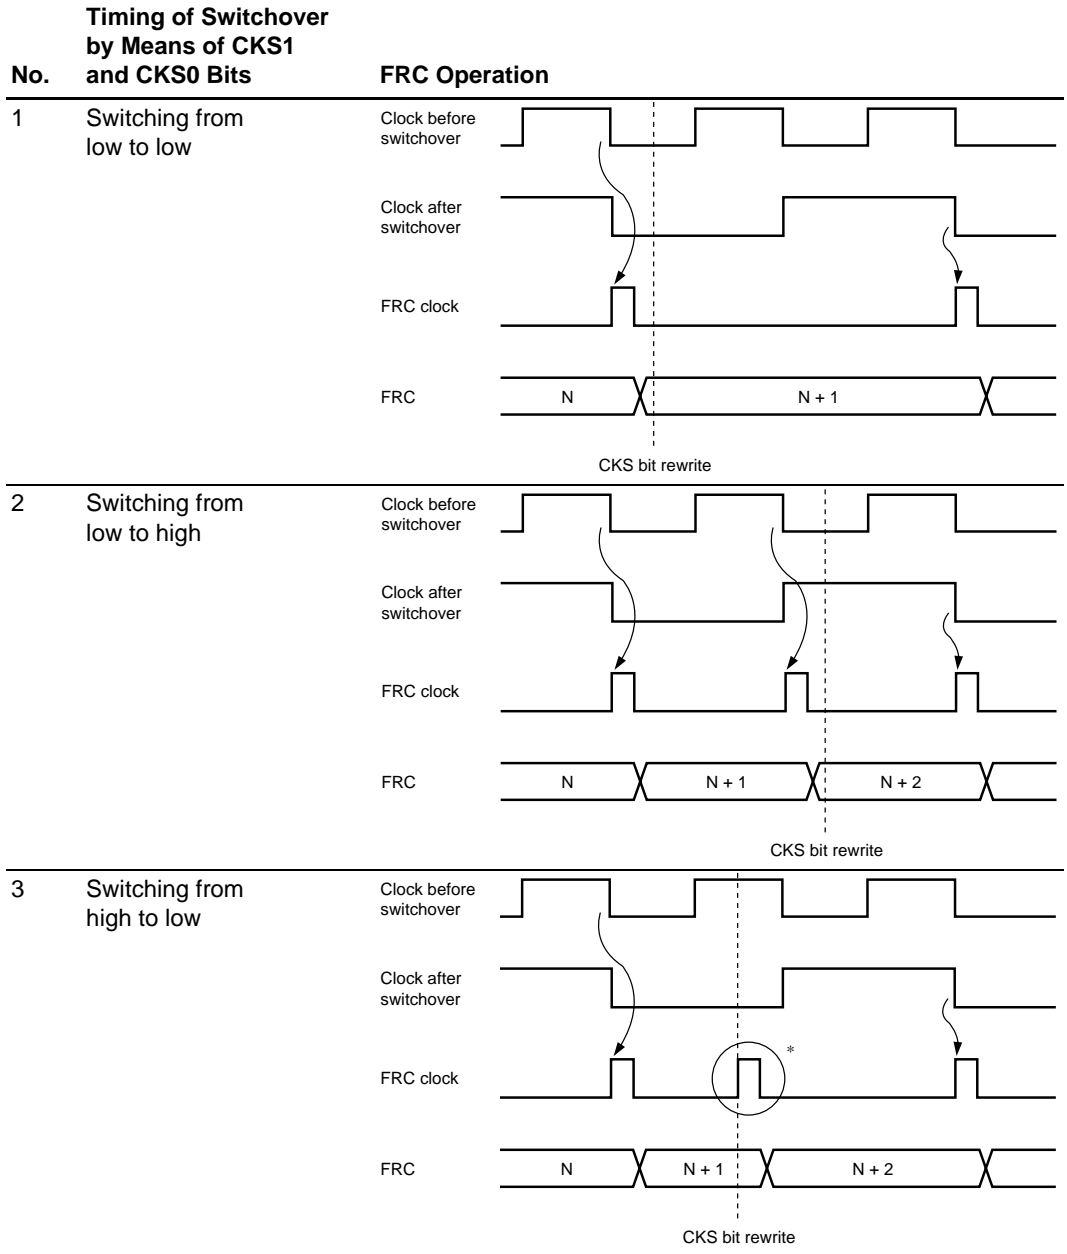 Timing of Switchover
by Means of CKS1
No. and CKS0 Bits FRC Operation
1 Switching from
low to low
Clock before
switchover
Clock after
switchover
FRC clock
FRC N N + 1
CKS bit rewrite
2 Switching from
low to high
Clock before
switchover
Clock after
switchover
FRC clock
FRC N N + 1 N + 2
CKS bit rewrite
3 Switching from
high to low
Clock before
switchover
Clock after
switchover
*
FRC clock
FRC N N + 1 N + 2
CKS bit rewrite